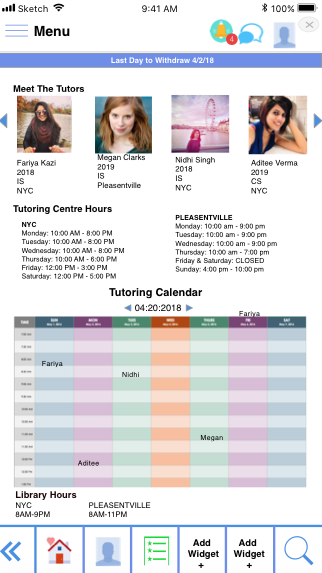 Sketch 9:41 AM 100%
Menu
4
Last Day to Withdraw 4/2/18
Meet The Tutors
Fariya Kazi
2018
IS
NYC
Megan Clarks
2019
IS
Pleasentville
Nidhi Singh
2018
IS
NYC
Aditee Verma
2019
CS
NYC
Tutoring Centre Hours
NYC
Monday: 10:00 AM - 8:00 PM
Tuesday: 10:00 AM - 8:00 PM
Wednesday: 10:00 AM - 8:00 PM
Thursday: 10:00 AM - 6:00 PM
Friday: 12:00 PM - 3:00 PM
Saturday: 12:00 PM - 5:00 PM
PLEASENTVILLE
Monday: 10:00 am - 9:00 pm
Tuesday: 10:00 am - 9:00 pm
Wednesday: 10:00 am - 9:00 pm
Thursday: 10:00 am - 7:00 pm
Friday & Saturday: CLOSED
Sunday: 4:00 pm - 10:00 pm
Tutoring Calendar
04:20:2018
Fariya
SUN MON TUE WED THURS FRI SAT
Fariya
Nidhi
Megan
Aditee
Library Hours
NYC
8AM-9PM
PLEASENTVILLE
8AM-11PM
Add
Widget
+
Add
Widget
+